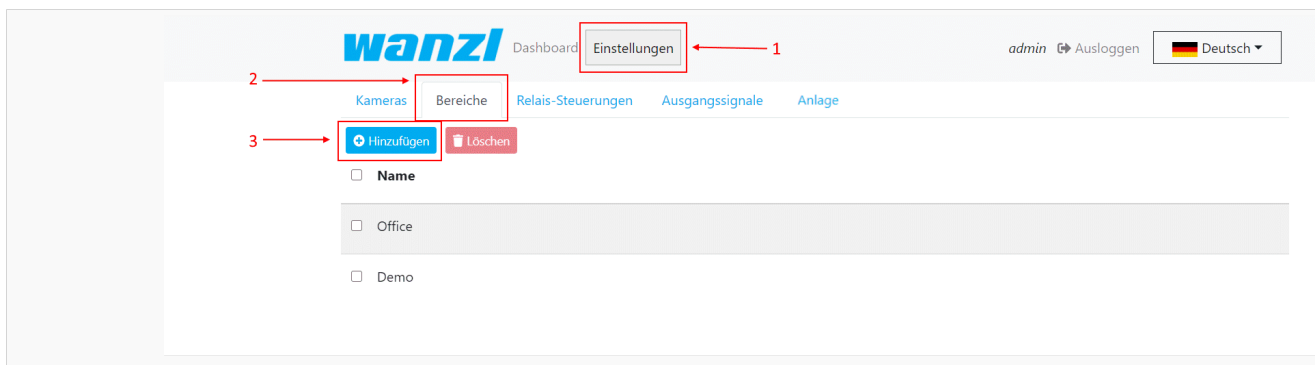 wanzl Dashboard Einstellungen 1 admin Ausloggen Deutsch
2
Kameras Bereiche Relais-Steuerungen Ausgangssignale Anlage
3 Hinzufügen Löschen
Name
Office
Demo